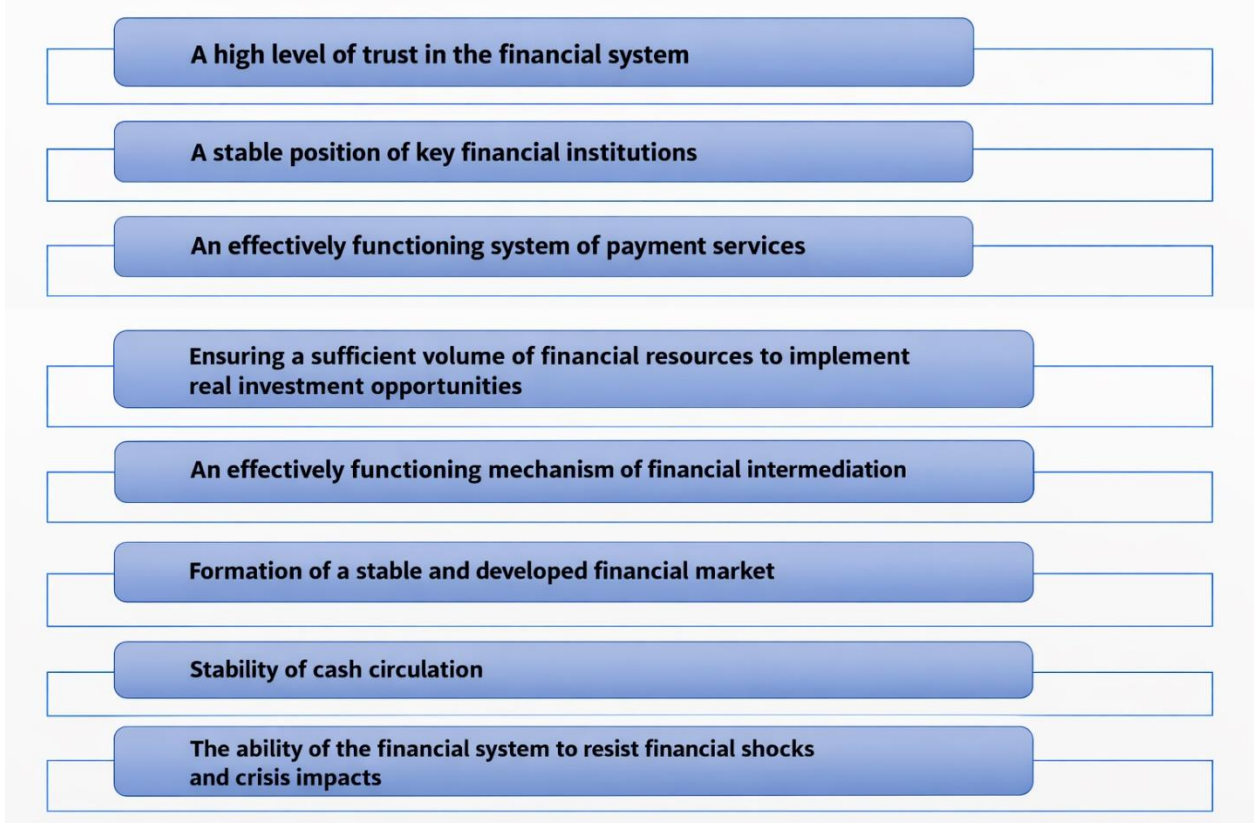 A high level of trust in the financial system
A stable position of key financial institutions
An effectively functioning system of payment services
Ensuring a sufficient volume of financial resources to implement
real investment opportunities
An effectively functioning mechanism of financial intermediation
Formation of a stable and developed financial market
Stability of cash circulation
The ability of the financial system to resist financial shocks
and crisis impacts